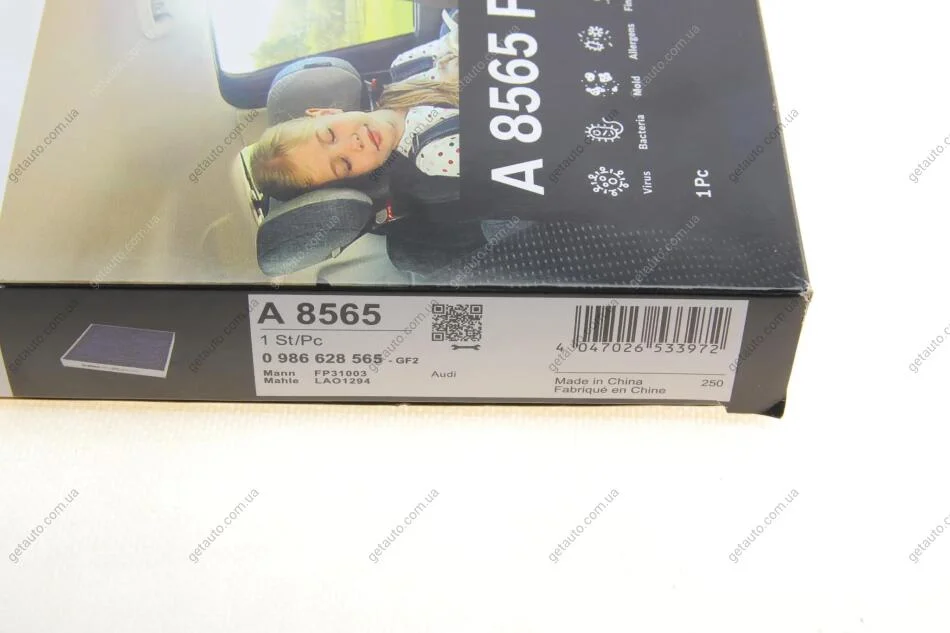 A 8565 F
Virus
Bacteria
Mold
Allergens
1 Pc
A 8565
1 St/Pc
0 986 628 565 - GF2
Mann FP31003
Mahle LAO1294
Audi
4 047026 533972
Made in China
Fabriqué en Chine
250
getauto.com.ua